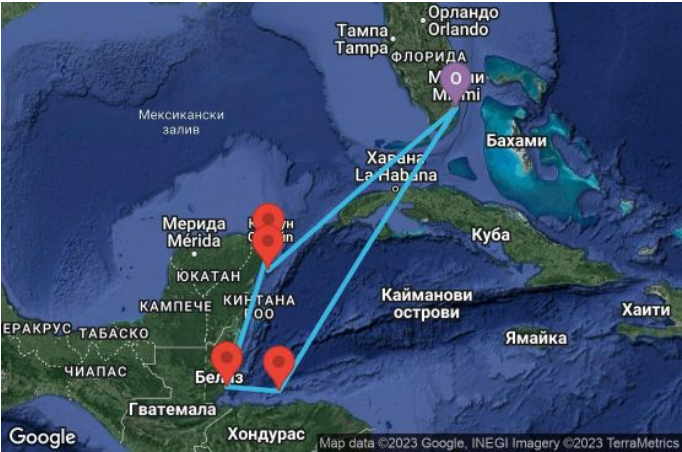 Орландо
Orlando
Тампа
Tampa
ФЛОРИДА
O
Мексикански
залив
Бахами
Хавана
La Habana
Мерида
Mérida
Куба
ЮКАТАН
КАМПЕЧЕ
КИНТАНА
РОО
Кайманови
острови
Хаити
ЕРАКРУС
ТАБАСКО
Ямайка
ЧИАПАС
Белиз
Гватемала
Хондурас
Google
Map data ©2023 Google, INEGI Imagery ©2023 TerraMetrics